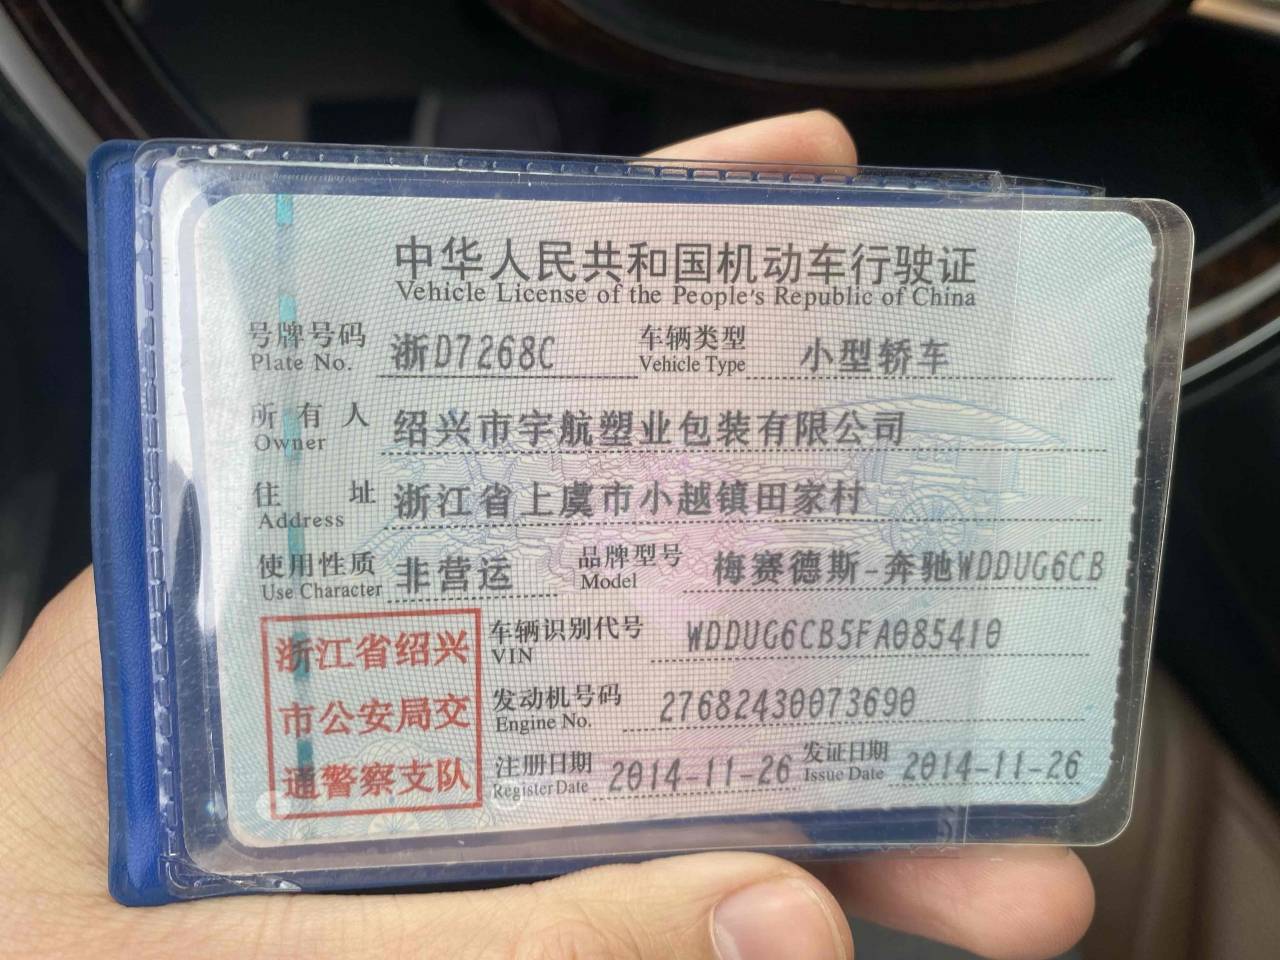 中华人民共和国机动车行驶证
Vehicle License of the People's Republic of China
号牌号码 浙D7268C 车辆类型 小型轿车
Plate No. Vehicle Type
所有人 绍兴市宇航塑业包装有限公司
Owner
住址 浙江省上虞市小越镇田家村
Address
使用性质 非营运 品牌型号 梅赛德斯-奔驰WDDUG6CB
Use Character Model
浙江省绍兴
市公安局交
通警察支队
车辆识别代号 WDDUG6CB5FA085410
VIN
发动机号码 27682430073690
Engine No.
注册日期 2014-11-26 发证日期 2014-11-26
Register Date Issue Date